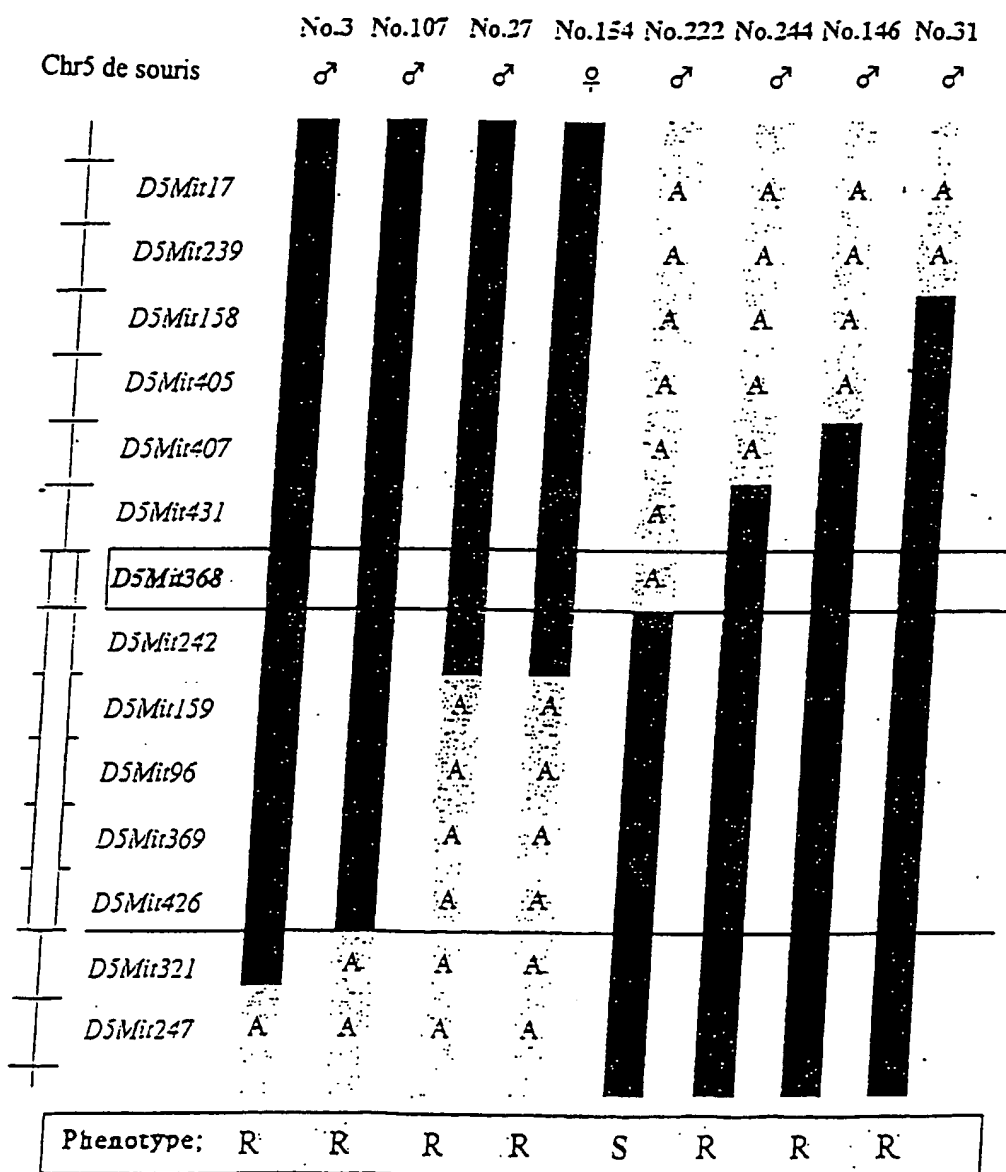 No.3 No.107 No.27 No.154 No.222 No.244 No.146 No.31
Chr5 de souris ♂ ♂ ♂ ♀ ♂ ♂ ♂ ♂
D5Mit17 A A A A
D5Mit239 A A A A
D5Mit158 A A A
D5Mit405 A A A
D5Mit407 A A
D5Mit431 A
D5Mit368 A
D5Mit242
D5Mit159 A A
D5Mit96 A A
D5Mit369 A A
D5Mit426 A A
D5Mit321 A A A
D5Mit247 A A A A
Phenotype; R R R R S R R R